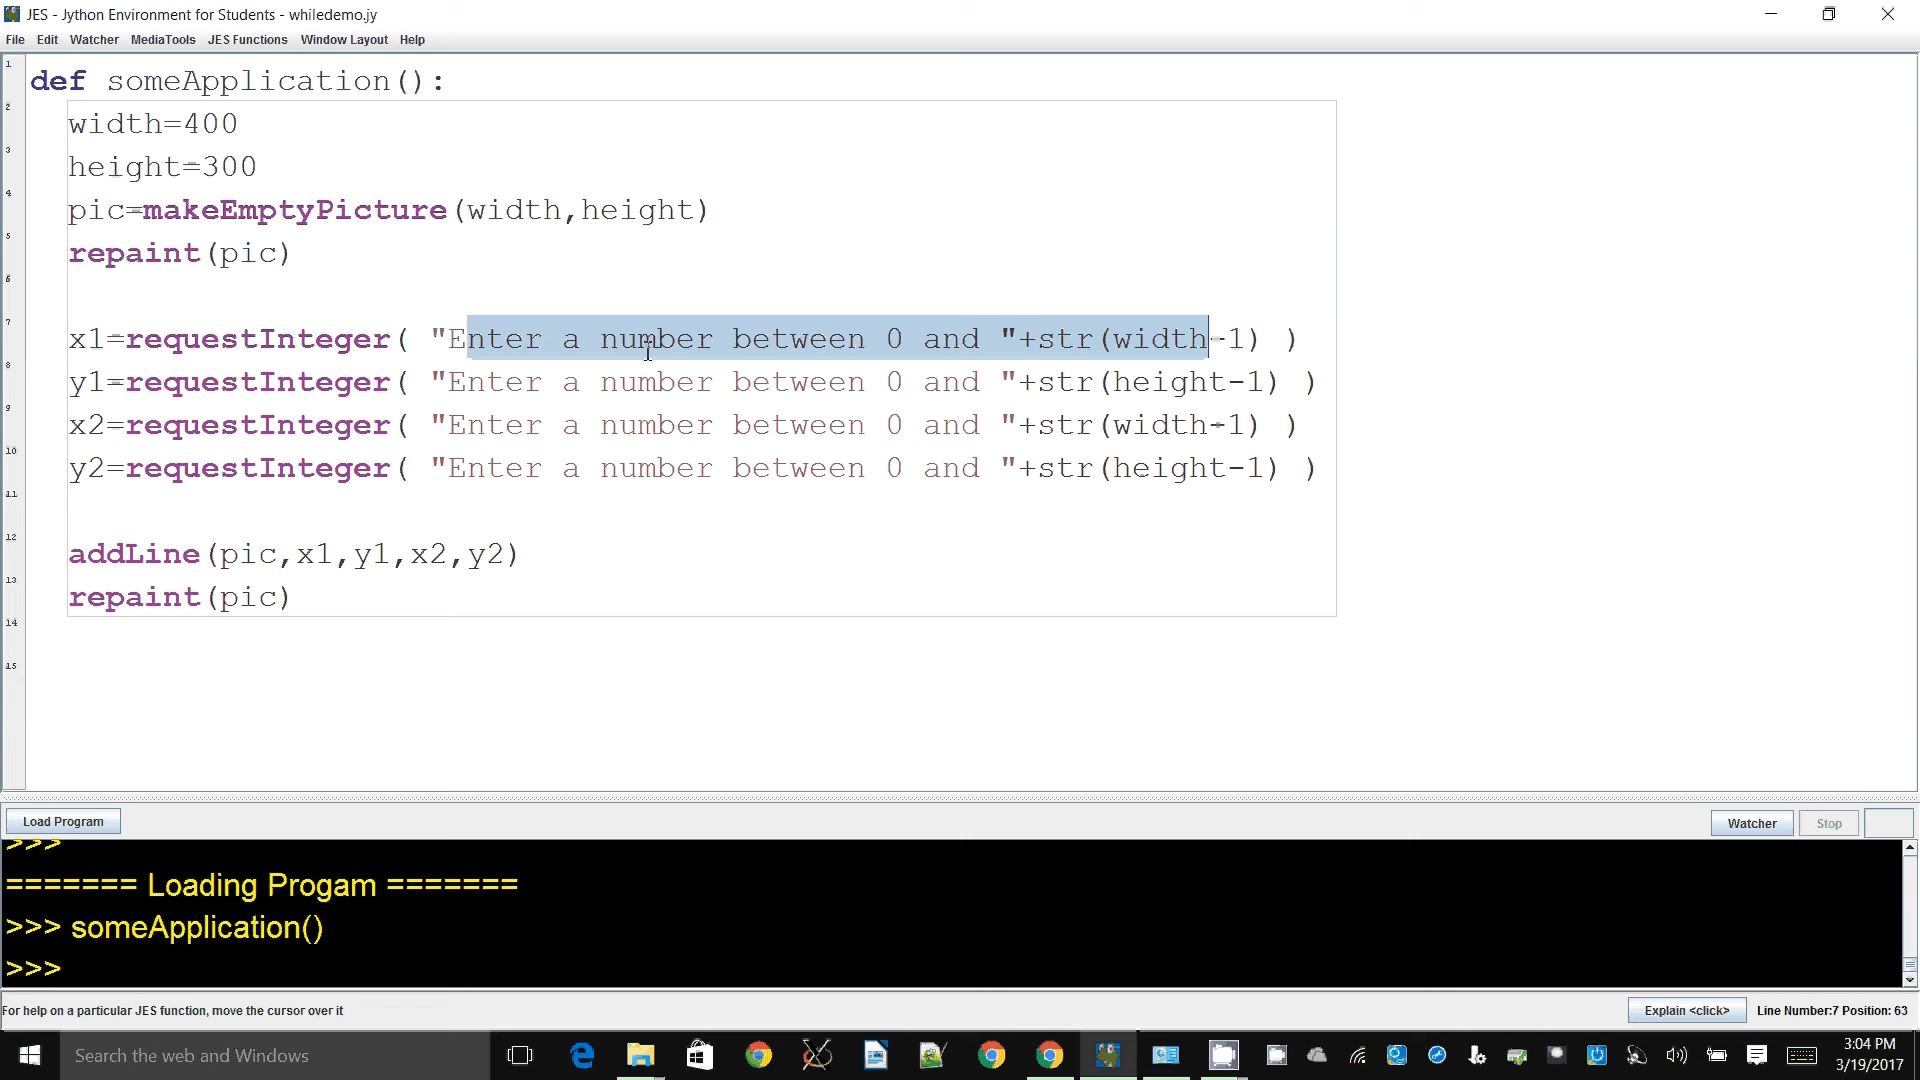 JES - Jython Environment for Students - whiledemo.jy
File Edit Watcher MediaTools JES Functions Window Layout Help
1 def someApplication():
2 width=400
3 height=300
4 pic=makeEmptyPicture(width,height)
5 repaint(pic)
6
7 x1=requestInteger( "Enter a number between 0 and "+str(width-1) )
8 y1=requestInteger( "Enter a number between 0 and "+str(height-1) )
9 x2=requestInteger( "Enter a number between 0 and "+str(width-1) )
10 y2=requestInteger( "Enter a number between 0 and "+str(height-1) )
11
12 addLine(pic,x1,y1,x2,y2)
13 repaint(pic)
14
15
Load Program Watcher Stop
>>>
======= Loading Progam =======
>>> someApplication()
>>>
For help on a particular JES function, move the cursor over it Explain <click> Line Number:7 Position: 63
Search the web and Windows
3:04 PM
3/19/2017